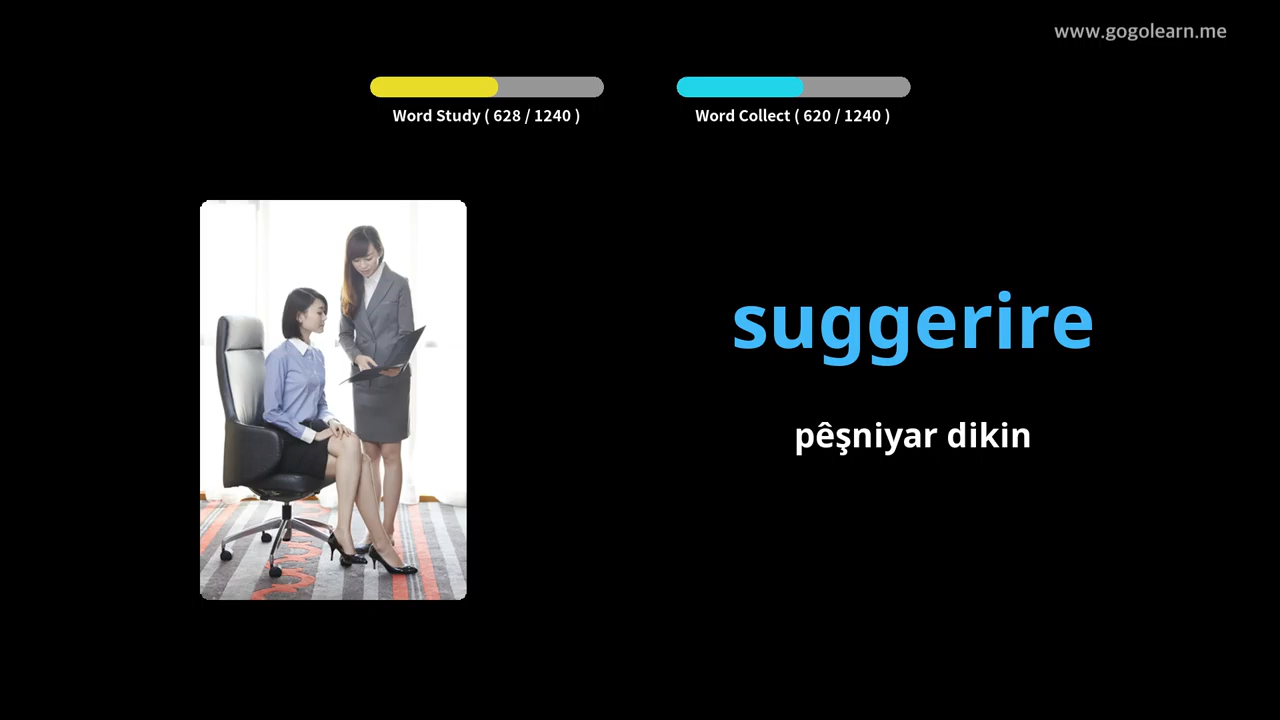 www.gogolearn.me
Word Study ( 628 / 1240 )
Word Collect ( 620 / 1240 )
suggerire
pêşniyar dikin